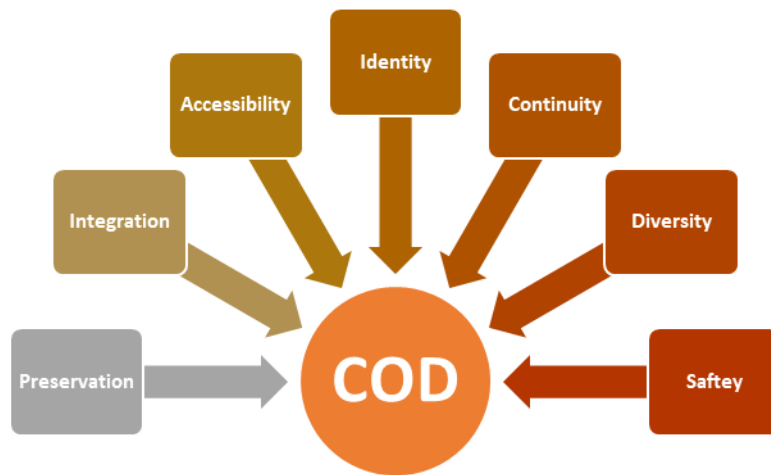 Identity
Accessibility
Continuity
Integration
Diversity
Preservation
COD
Saftey